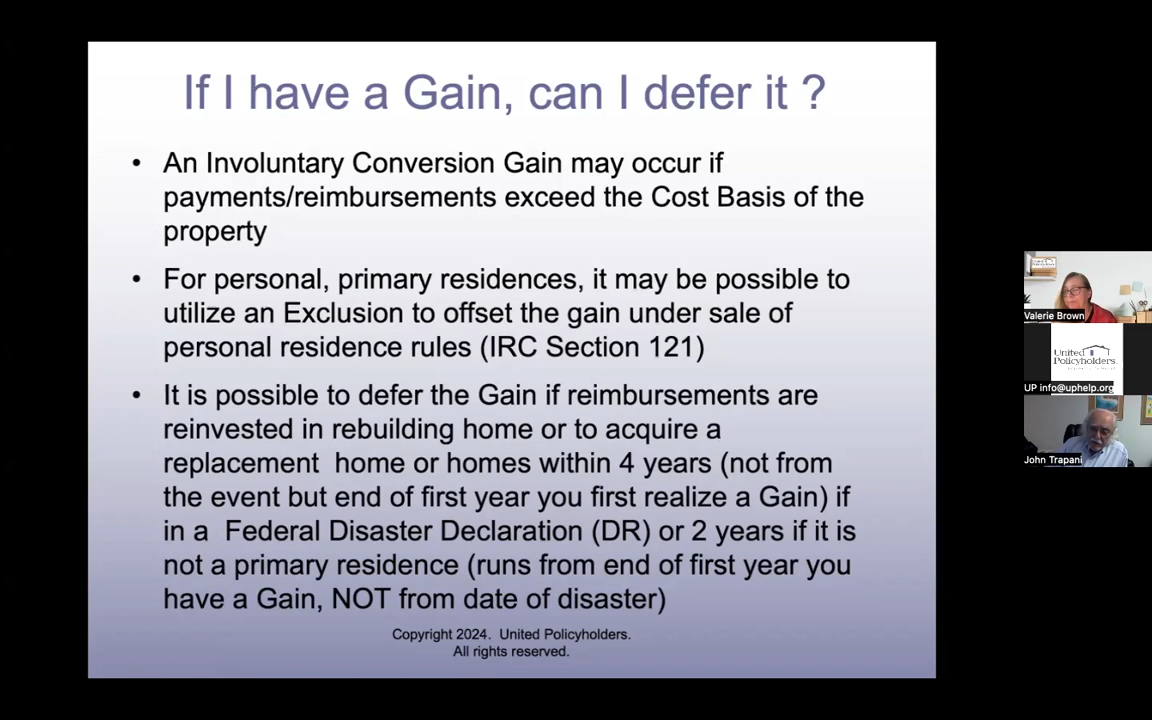 If I have a Gain, can I defer it ?
• An Involuntary Conversion Gain may occur if
payments/reimbursements exceed the Cost Basis of the
property
• For personal, primary residences, it may be possible to
utilize an Exclusion to offset the gain under sale of
personal residence rules (IRC Section 121)
• It is possible to defer the Gain if reimbursements are
reinvested in rebuilding home or to acquire a
replacement home or homes within 4 years (not from
the event but end of first year you first realize a Gain) if
in a Federal Disaster Declaration (DR) or 2 years if it is
not a primary residence (runs from end of first year you
have a Gain, NOT from date of disaster)
Copyright 2024. United Policyholders.
All rights reserved.
Valerie Brown
United
Policyholders
UP info@uphelp.org
John Trapani